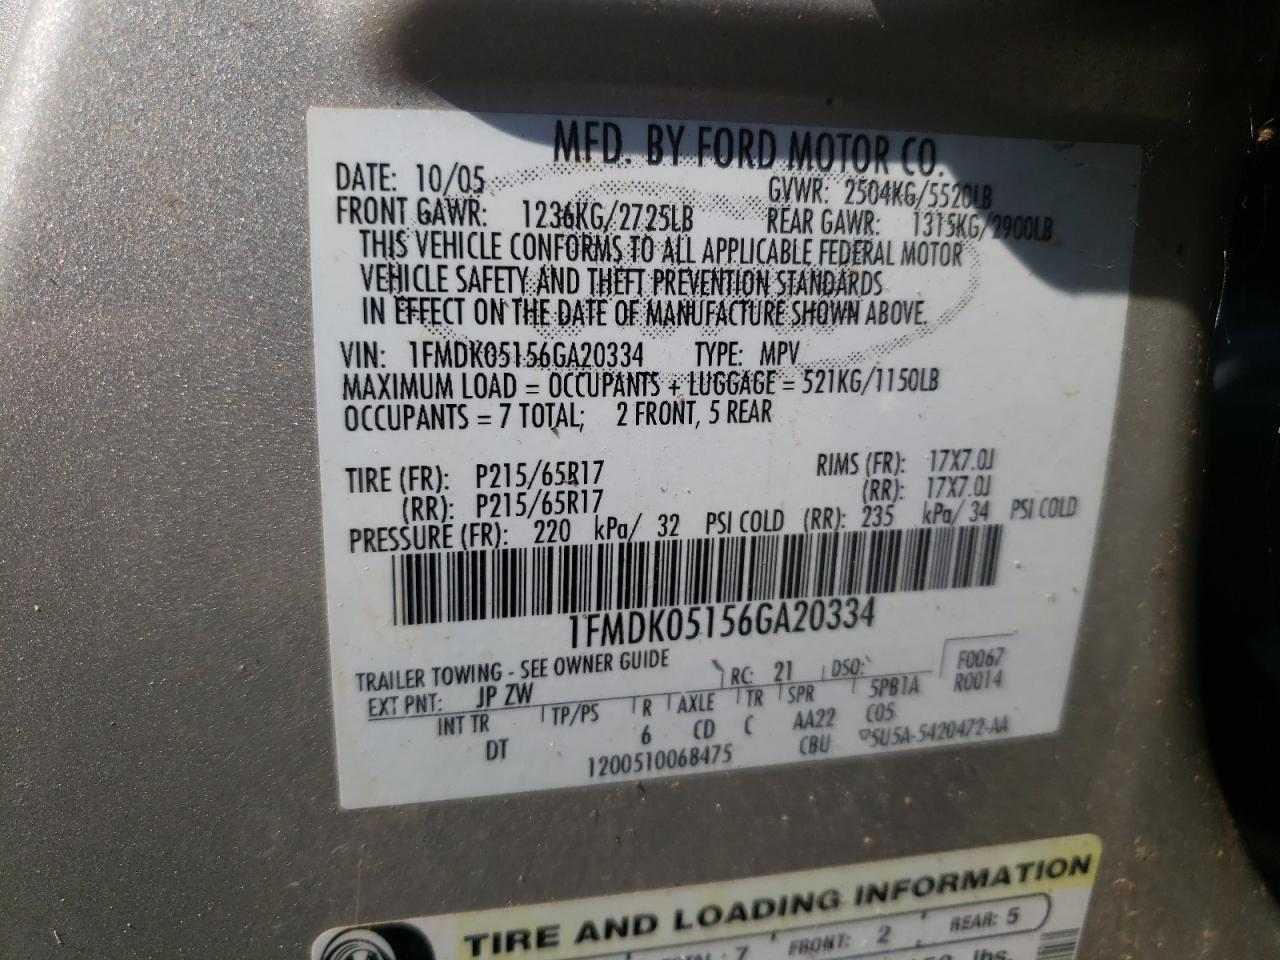 MFD. BY FORD MOTOR CO.
DATE: 10/05 GVWR: 2504KG/5520LB
FRONT GAWR: 1236KG/2725LB REAR GAWR: 1315KG/2900LB
THIS VEHICLE CONFORMS TO ALL APPLICABLE FEDERAL MOTOR
VEHICLE SAFETY AND THEFT PREVENTION STANDARDS
IN EFFECT ON THE DATE OF MANUFACTURE SHOWN ABOVE.
VIN: 1FMDK05156GA20334 TYPE: MPV
MAXIMUM LOAD = OCCUPANTS + LUGGAGE = 521KG/1150LB
OCCUPANTS = 7 TOTAL; 2 FRONT, 5 REAR
TIRE (FR): P215/65R17 RIMS (FR): 17X7.0J
(RR): P215/65R17 (RR): 17X7.0J
PRESSURE (FR): 220 kPa/ 32 PSI COLD (RR): 235 kPa/ 34 PSI COLD
1FMDK05156GA20334
TRAILER TOWING - SEE OWNER GUIDE
EXT PNT: JP ZW RC: 21 DSO: F0067
INT TR TP/PS R AXLE TR SPR 5PB1A R0014
DT 6 CD C AA22 C05
1200510068475 CBU 5U5A-5420472-AA
TIRE AND LOADING INFORMATION
TOTAL: 7 FRONT: 2 REAR: 5
lbs.